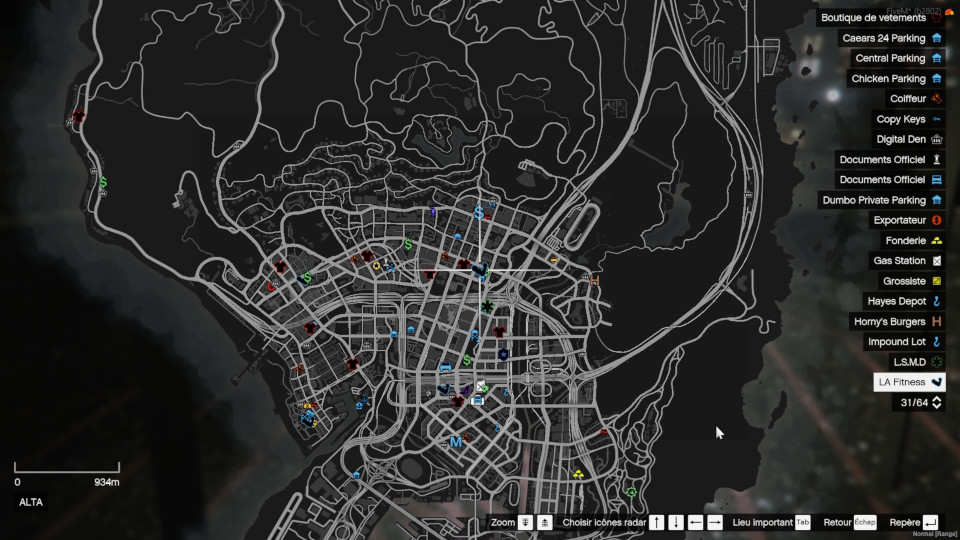 FiveM® (b2802)
Boutique de vetements
Caears 24 Parking
Central Parking
Chicken Parking
Coiffeur
Copy Keys
Digital Den
Documents Officiel
Documents Officiel
Dumbo Private Parking
Exportateur
Fonderie
Gas Station
Grossiste
Hayes Depot
Horny's Burgers
Impound Lot
L.S.M.D
LA Fitness
31/64
0 934m
ALTA
Zoom Choisir icônes radar Lieu important Tab Retour Échap Repère
Normal [Range]